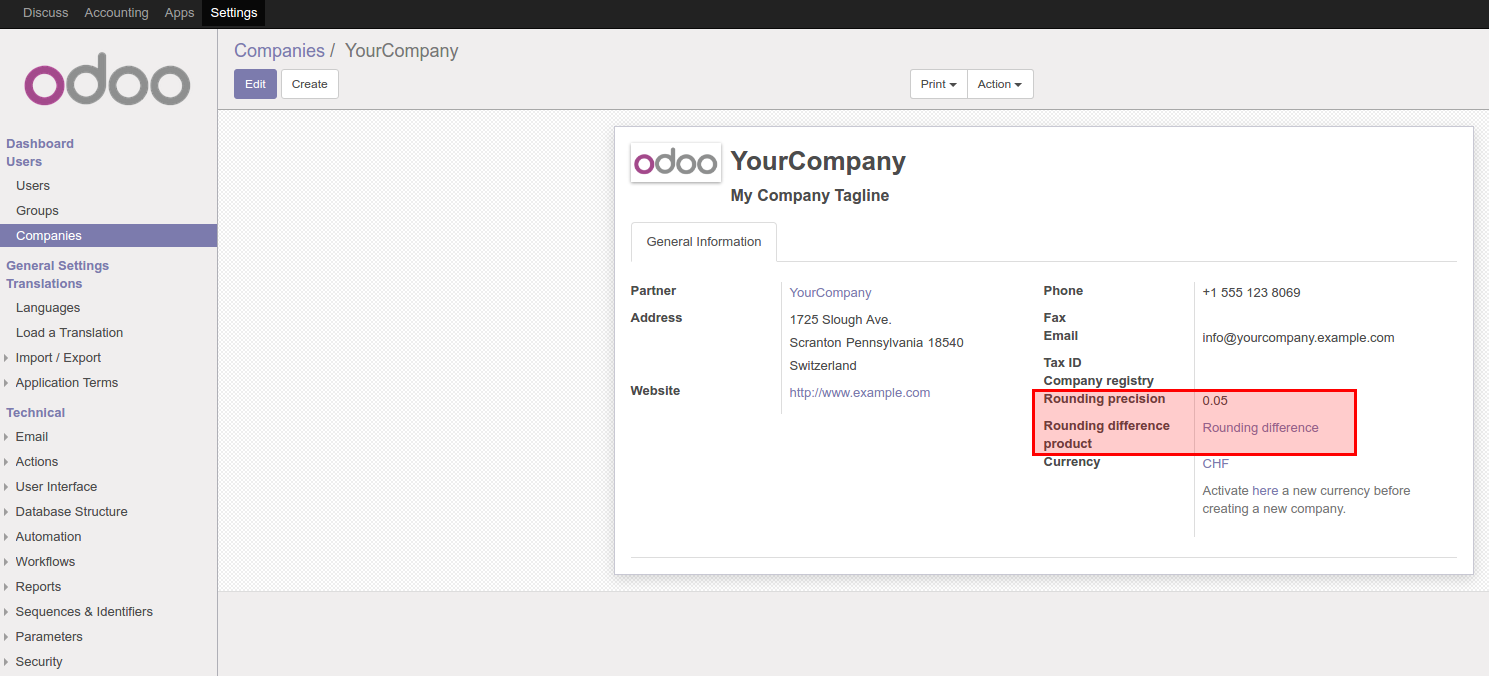 Discuss Accounting Apps Settings
odoo
Dashboard
Users
Users
Groups
Companies
General Settings
Translations
Languages
Load a Translation
Import / Export
Application Terms
Technical
Email
Actions
User Interface
Database Structure
Automation
Workflows
Reports
Sequences & Identifiers
Parameters
Security
Companies / YourCompany
Edit Create
Print Action
odoo
YourCompany
My Company Tagline
General Information
Partner YourCompany
Address 1725 Slough Ave.
Scranton Pennsylvania 18540
Switzerland
Website http://www.example.com
Phone +1 555 123 8069
Fax
Email info@yourcompany.example.com
Tax ID
Company registry
Rounding precision 0.05
Rounding difference product Rounding difference
Currency CHF
Activate here a new currency before
creating a new company.